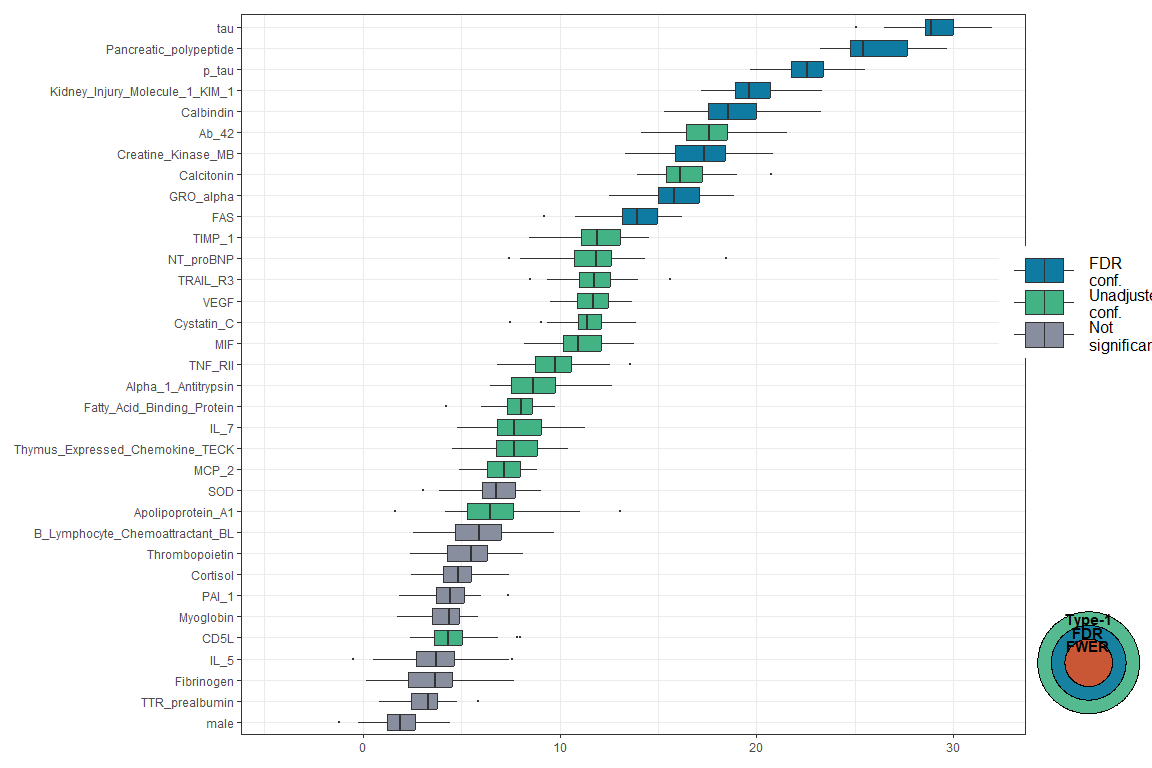 tau
Pancreatic_polypeptide
p_tau
Kidney_Injury_Molecule_1_KIM_1
Calbindin
Ab_42
Creatine_Kinase_MB
Calcitonin
GRO_alpha
FAS
TIMP_1
NT_proBNP
TRAIL_R3
VEGF
Cystatin_C
MIF
TNF_RII
Alpha_1_Antitrypsin
Fatty_Acid_Binding_Protein
IL_7
Thymus_Expressed_Chemokine_TECK
MCP_2
SOD
Apolipoprotein_A1
B_Lymphocyte_Chemoattractant_BL
Thrombopoietin
Cortisol
PAI_1
Myoglobin
CD5L
IL_5
Fibrinogen
TTR_prealbumin
male
0 10 20 30
FDR
conf.
Unadjuste
conf.
Not
significan
Type-1
FDR
FWER